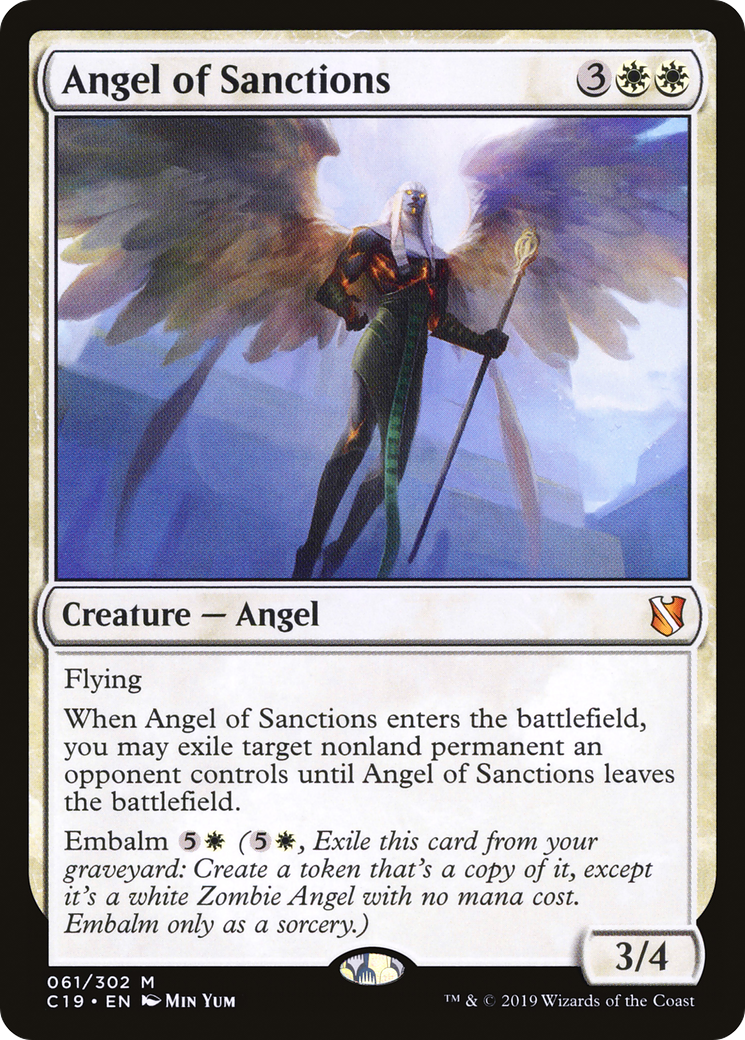 Angel of Sanctions 3
Creature — Angel
Flying
When Angel of Sanctions enters the battlefield,
you may exile target nonland permanent an
opponent controls until Angel of Sanctions leaves
the battlefield.
Embalm 5 (5, Exile this card from your
graveyard: Create a token that's a copy of it, except
it's a white Zombie Angel with no mana cost.
Embalm only as a sorcery.)
3/4
061/302 M
C19 • EN Min Yum
™ & © 2019 Wizards of the Coast